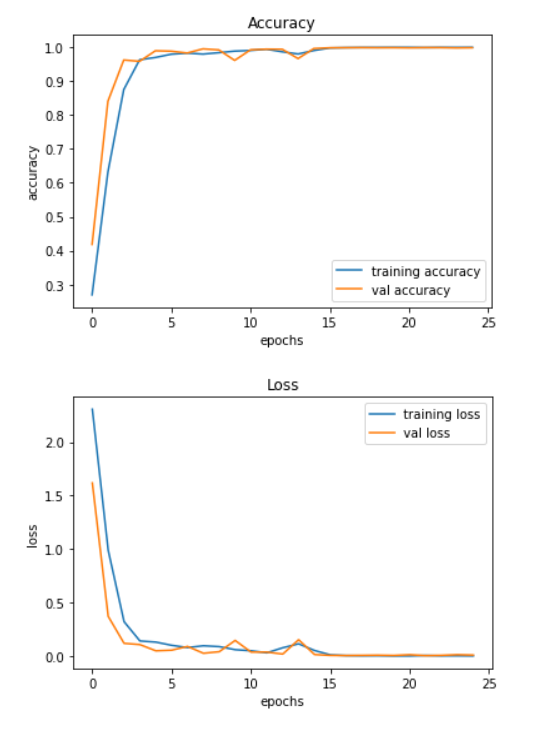 Accuracy
1.0
0.9
0.8
0.7
0.6
0.5
0.4
0.3
accuracy
training accuracy
val accuracy
0 5 10 15 20 25
epochs
Loss
2.0
1.5
1.0
0.5
0.0
loss
training loss
val loss
0 5 10 15 20 25
epochs